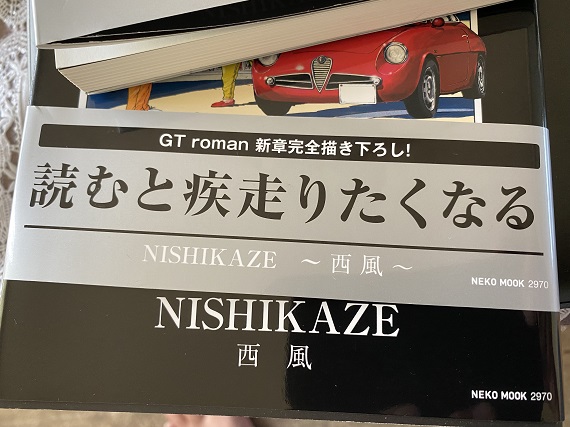 GT roman 新章完全描き下ろし!
読むと疾走りたくなる
NISHIKAZE 〜西風〜
NEKO MOOK 2970
NISHIKAZE
西 風
NEKO MOOK 2970